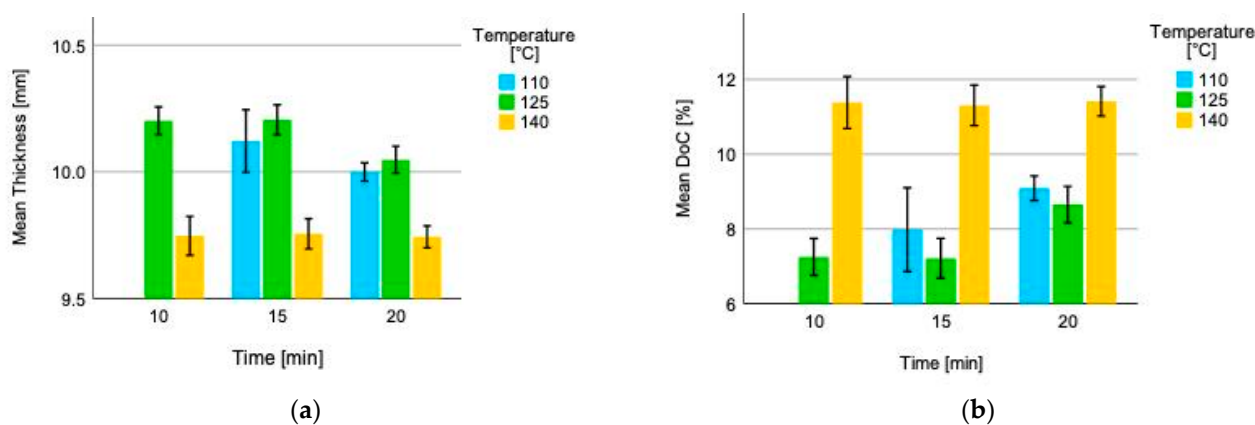 Mean Thickness [mm]
10.5
10.0
9.5
10 15 20
Time [min]
Temperature
[°C]
110
125
140
(a)
Mean DoC [%]
12
10
8
6
10 15 20
Time [min]
Temperature
[°C]
110
125
140
(b)